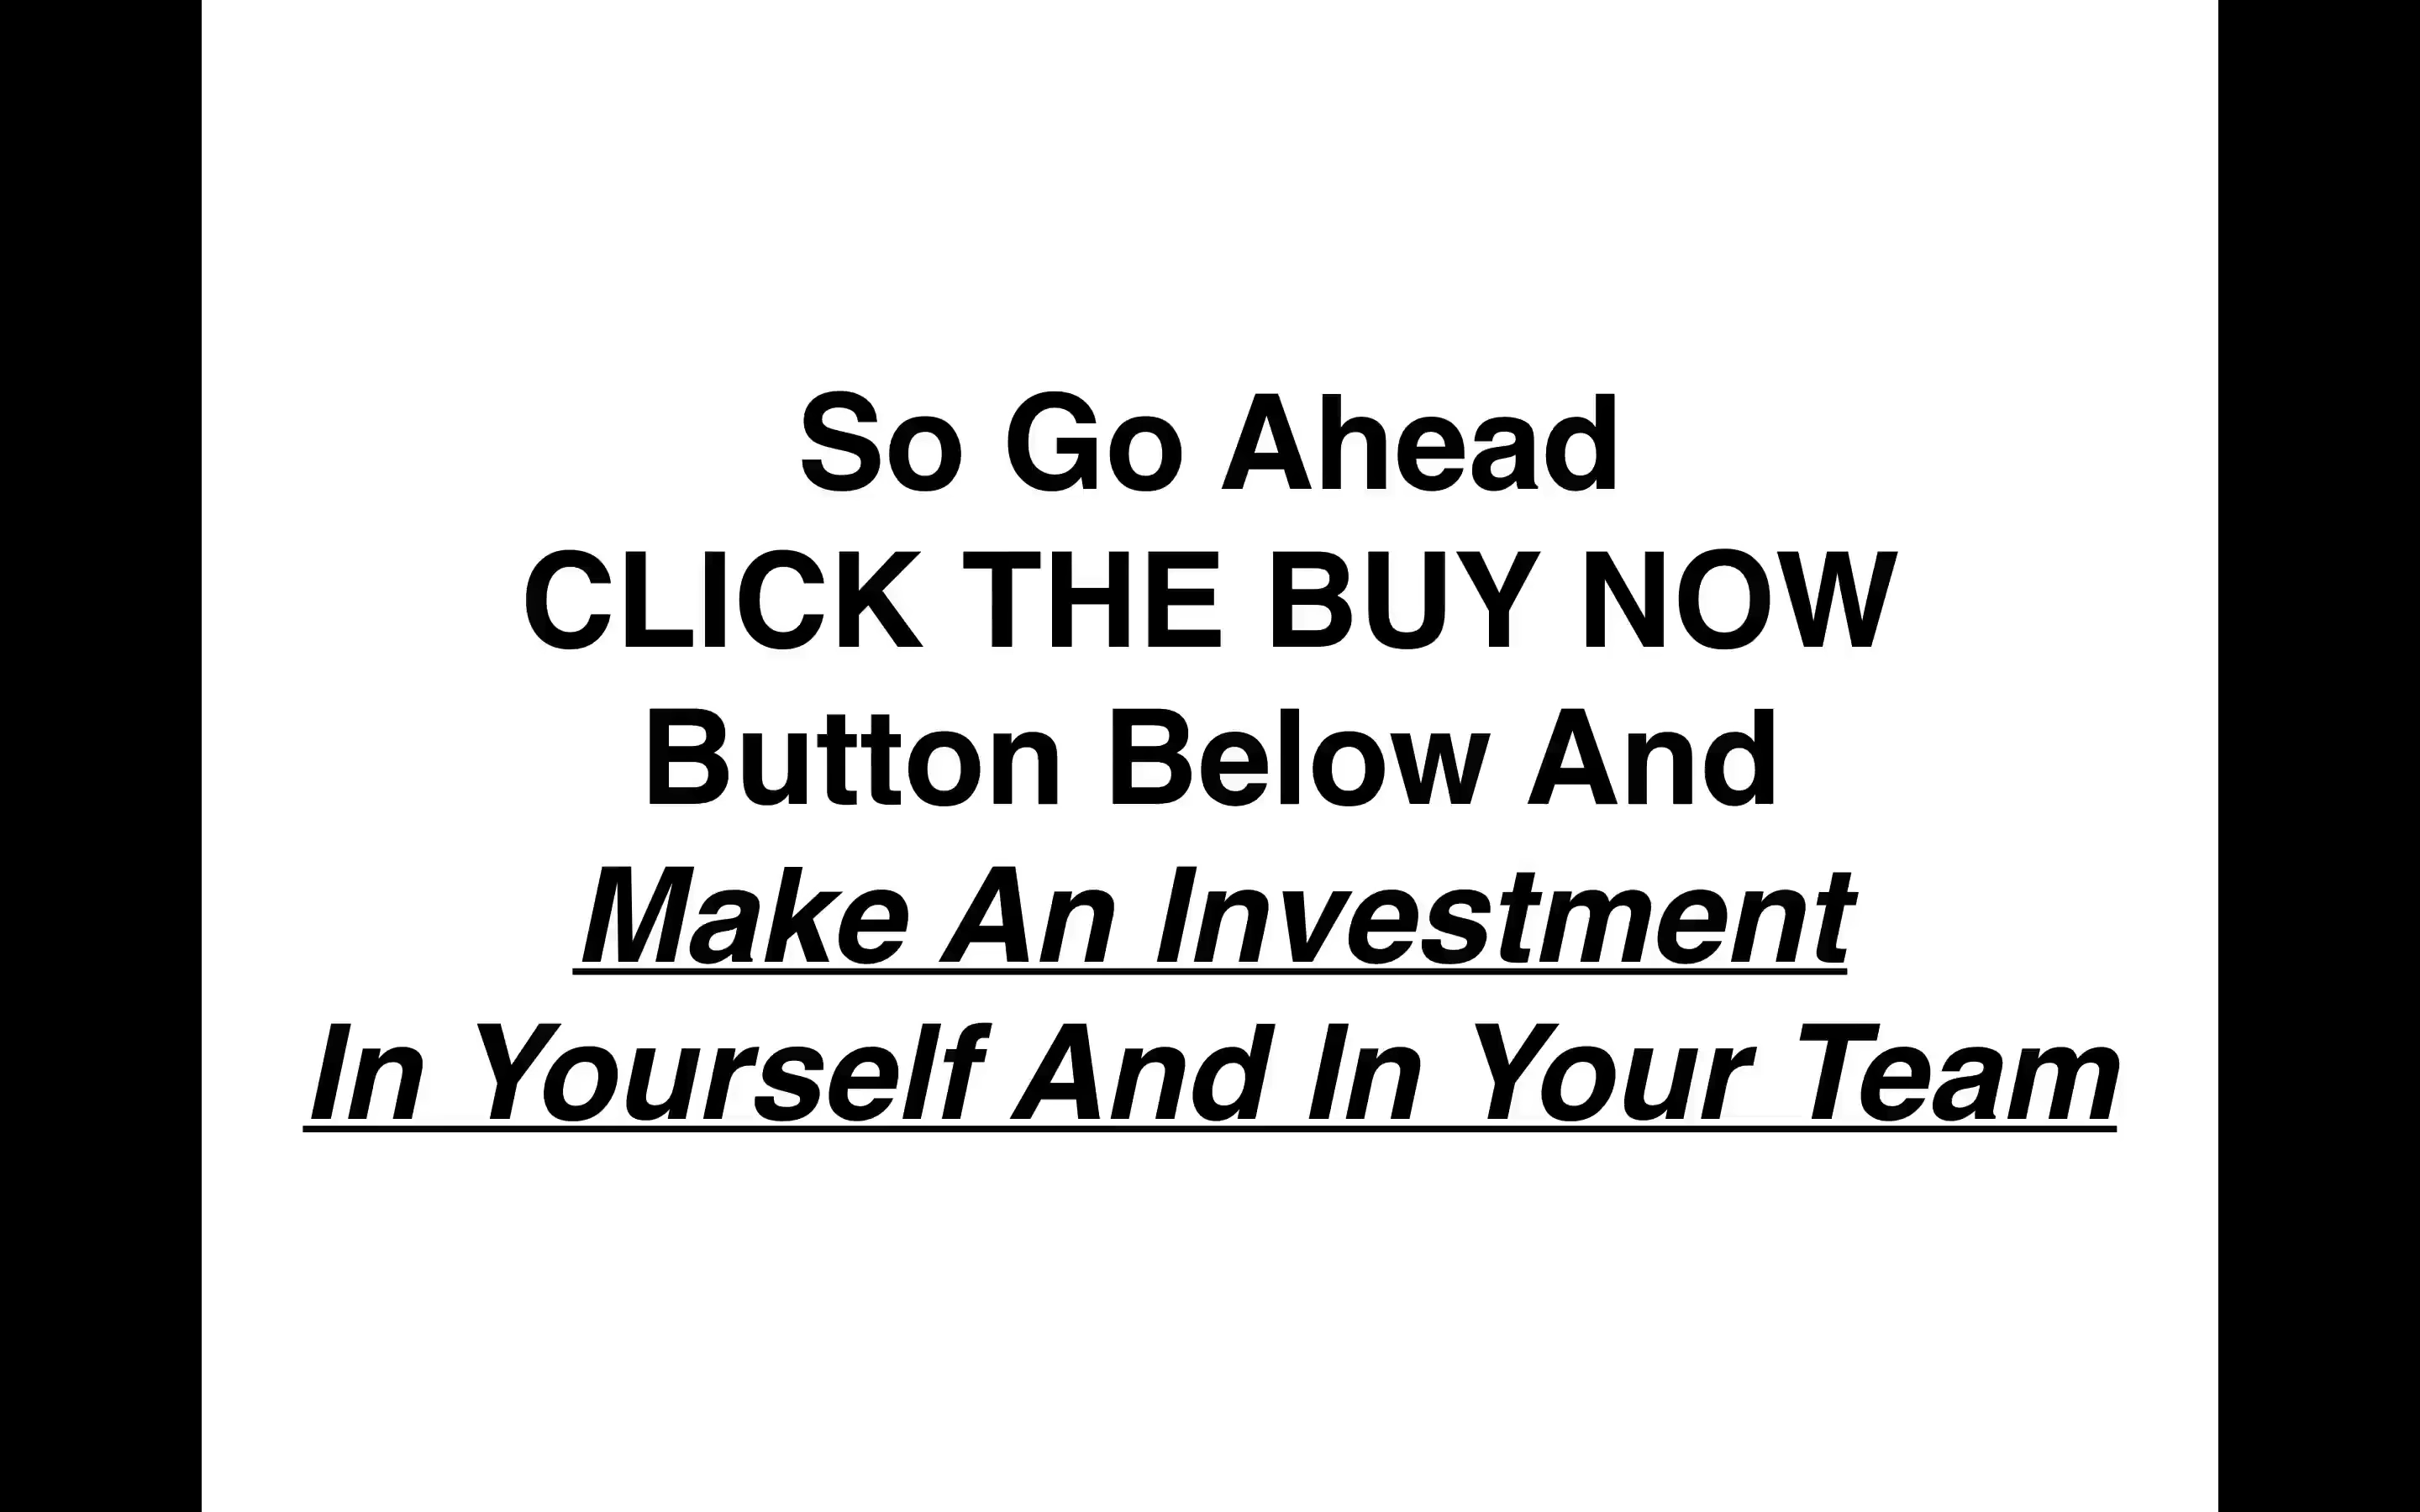 So Go Ahead
CLICK THE BUY NOW
Button Below And
Make An Investment
In Yourself And In Your Team